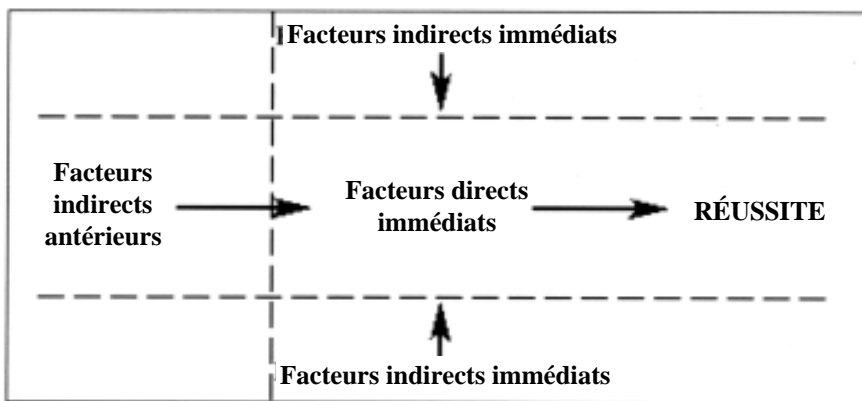 Facteurs indirects immédiats
Facteurs
indirects
antérieurs
Facteurs directs
immédiats
RÉUSSITE
Facteurs indirects immédiats